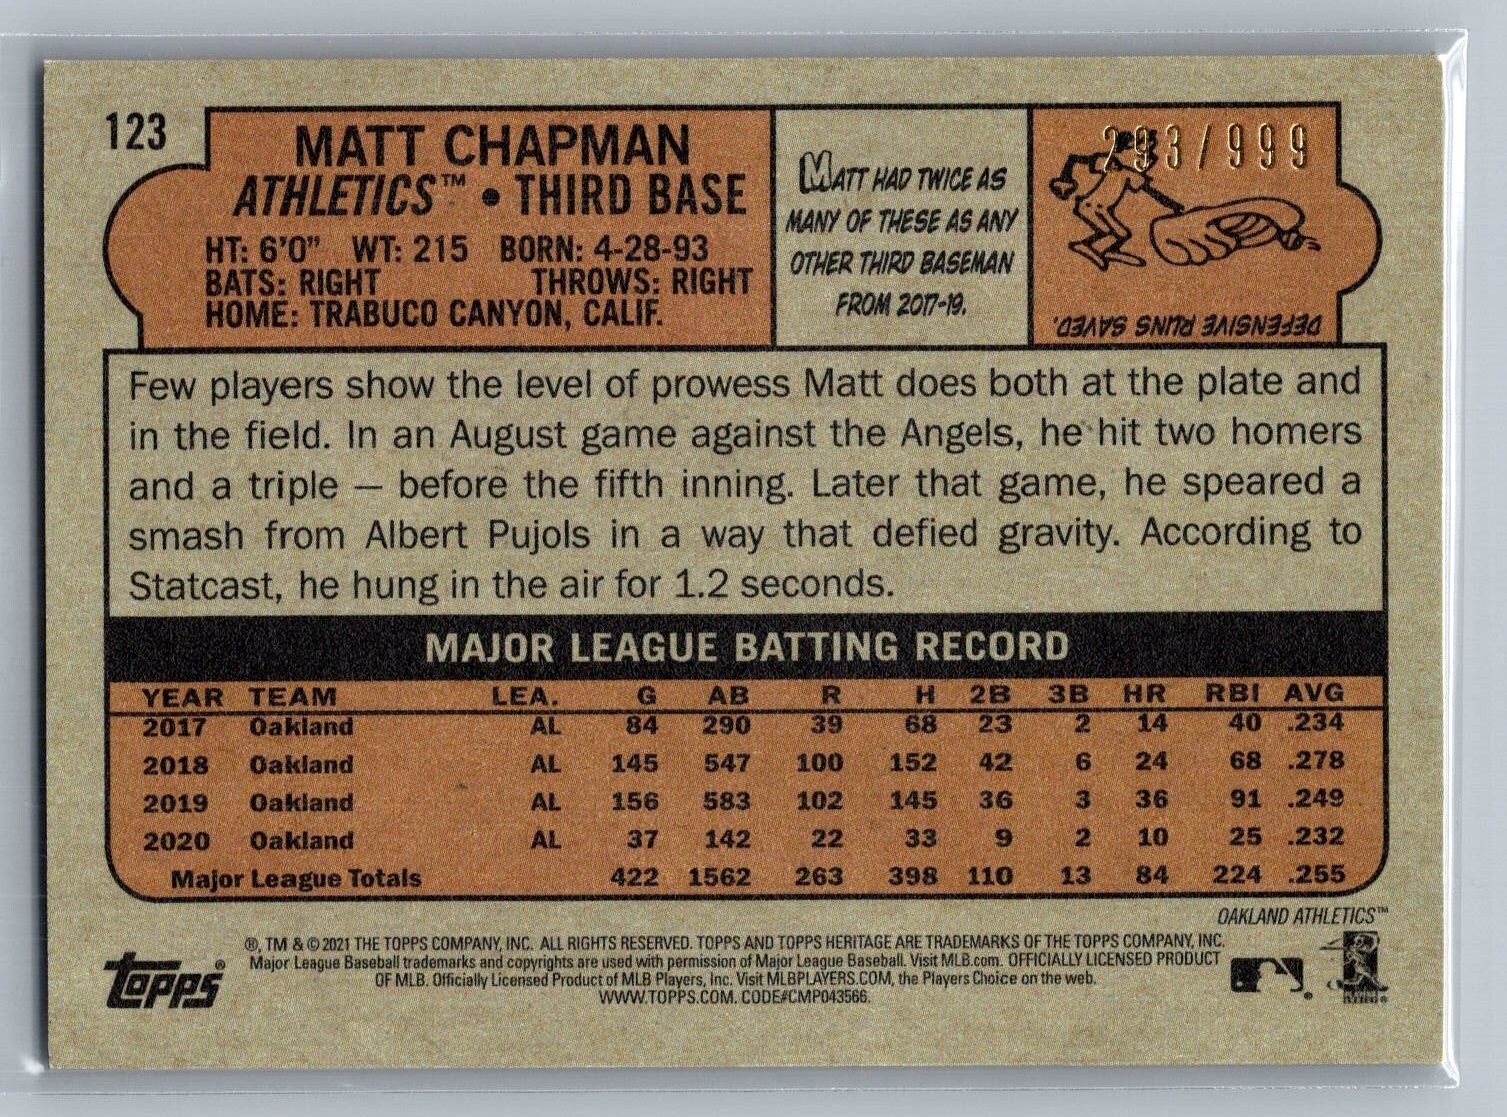 123
293/999
MATT CHAPMAN
ATHLETICS™ • THIRD BASE
HT: 6'0" WT: 215 BORN: 4-28-93
BATS: RIGHT THROWS: RIGHT
HOME: TRABUCO CANYON, CALIF.
MATT HAD TWICE AS
MANY OF THESE AS ANY
OTHER THIRD BASEMAN
FROM 2017-19.
DEFENSIVE RUNS SAVED.
Few players show the level of prowess Matt does both at the plate and
in the field. In an August game against the Angels, he hit two homers
and a triple — before the fifth inning. Later that game, he speared a
smash from Albert Pujols in a way that defied gravity. According to
Statcast, he hung in the air for 1.2 seconds.
MAJOR LEAGUE BATTING RECORD
YEAR TEAM LEA. G AB R H 2B 3B HR RBI AVG
2017 Oakland AL 84 290 39 68 23 2 14 40 .234
2018 Oakland AL 145 547 100 152 42 6 24 68 .278
2019 Oakland AL 156 583 102 145 36 3 36 91 .249
2020 Oakland AL 37 142 22 33 9 2 10 25 .232
Major League Totals 422 1562 263 398 110 13 84 224 .255
OAKLAND ATHLETICS™
®, TM & © 2021 THE TOPPS COMPANY, INC. ALL RIGHTS RESERVED. TOPPS AND TOPPS HERITAGE ARE TRADEMARKS OF THE TOPPS COMPANY, INC.
Major League Baseball trademarks and copyrights are used with permission of Major League Baseball. Visit MLB.com. OFFICIALLY LICENSED PRODUCT
OF MLB. Officially Licensed Product of MLB Players, Inc. Visit MLBPLAYERS.COM, the Players Choice on the web.
WWW.TOPPS.COM. CODE#CMP043566.
Topps®